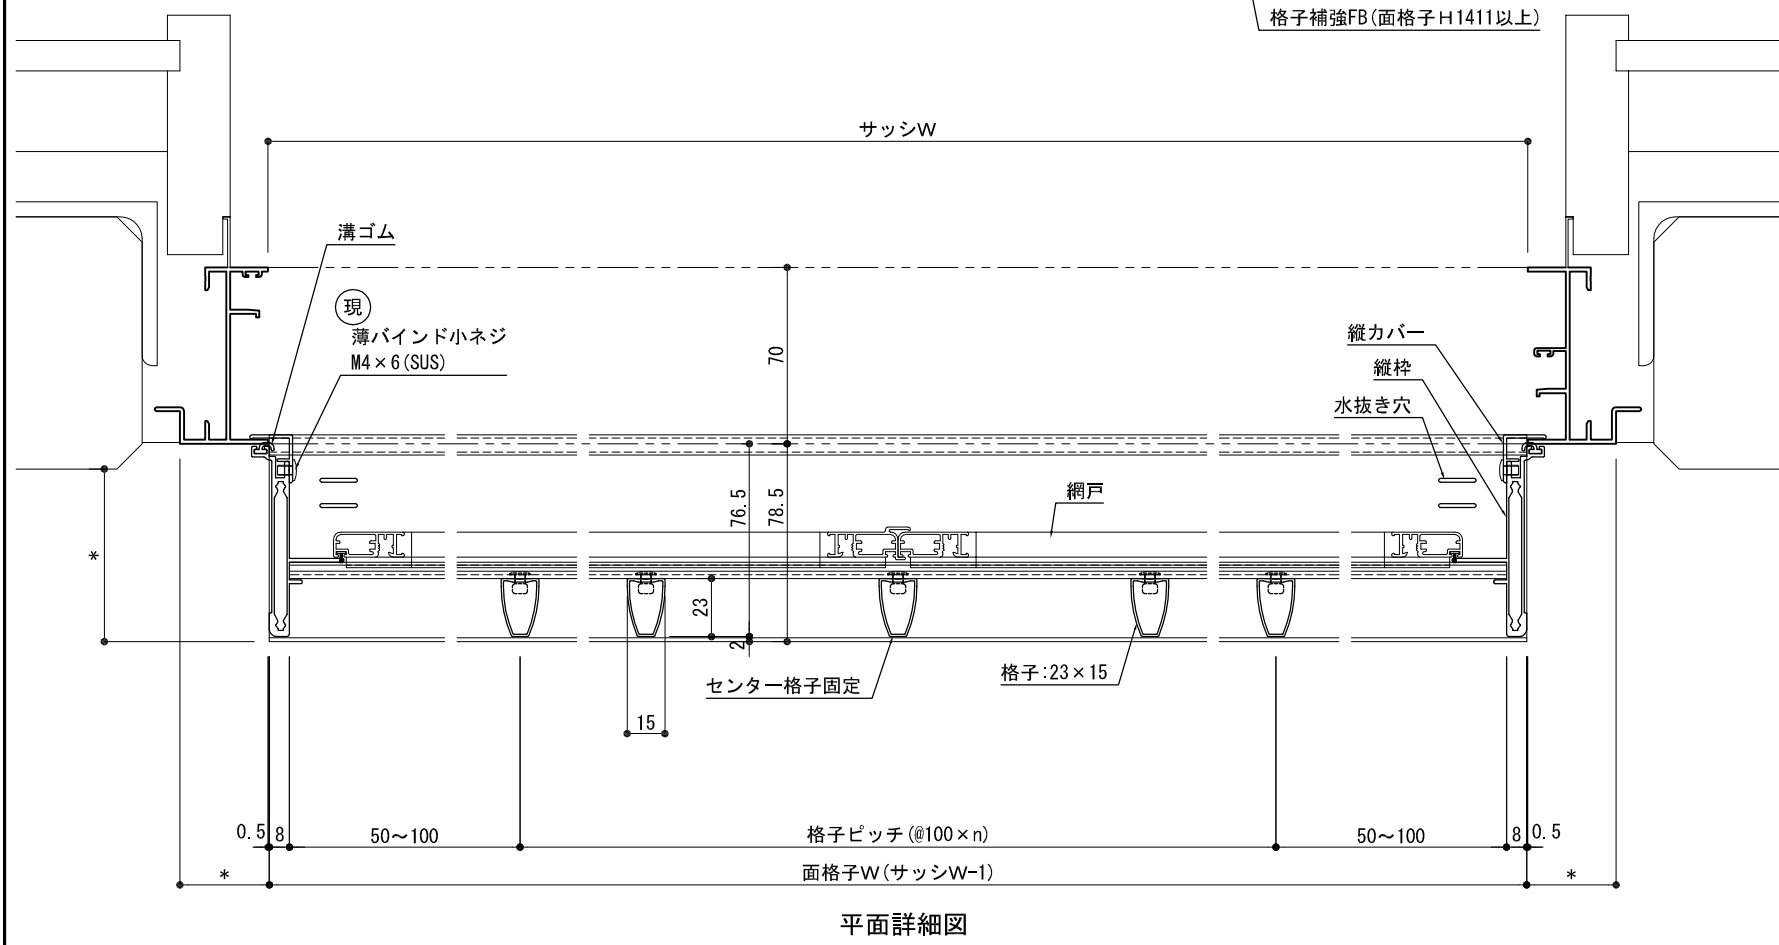 格子補強FB(面格子H1411以上)
サッシW
溝ゴム
現
薄バインド小ネジ
M4×6(SUS)
70
縦カバー
縦枠
水抜き穴
網戸
76.5
78.5
*
23
2
センター格子固定
格子:23×15
15
0.5
8
50～100
格子ピッチ(@100×n)
50～100
8
0.5
*
面格子W(サッシW-1)
*
平面詳細図